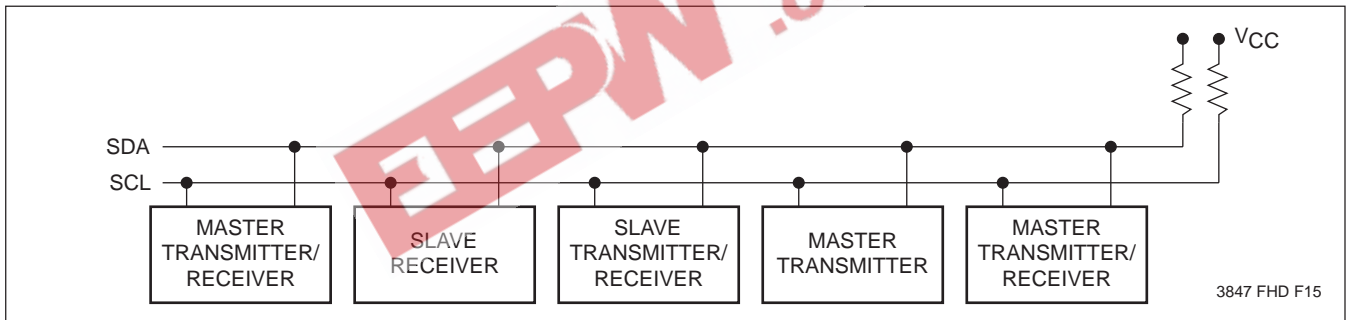 EEPW.c
VCC
SDA
SCL
MASTER
TRANSMITTER/
RECEIVER
SLAVE
RECEIVER
SLAVE
TRANSMITTER/
RECEIVER
MASTER
TRANSMITTER
MASTER
TRANSMITTER/
RECEIVER
3847 FHD F15